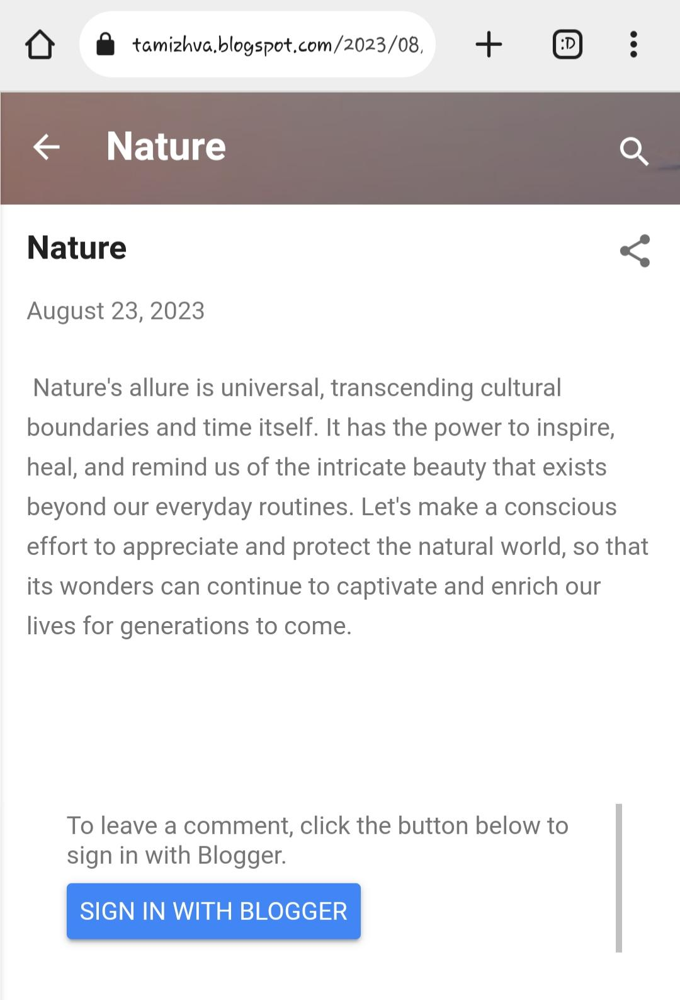 tamizhva.blogspot.com/2023/08
:D
Nature
Nature
August 23, 2023
Nature's allure is universal, transcending cultural
boundaries and time itself. It has the power to inspire,
heal, and remind us of the intricate beauty that exists
beyond our everyday routines. Let's make a conscious
effort to appreciate and protect the natural world, so that
its wonders can continue to captivate and enrich our
lives for generations to come.
To leave a comment, click the button below to
sign in with Blogger.
SIGN IN WITH BLOGGER